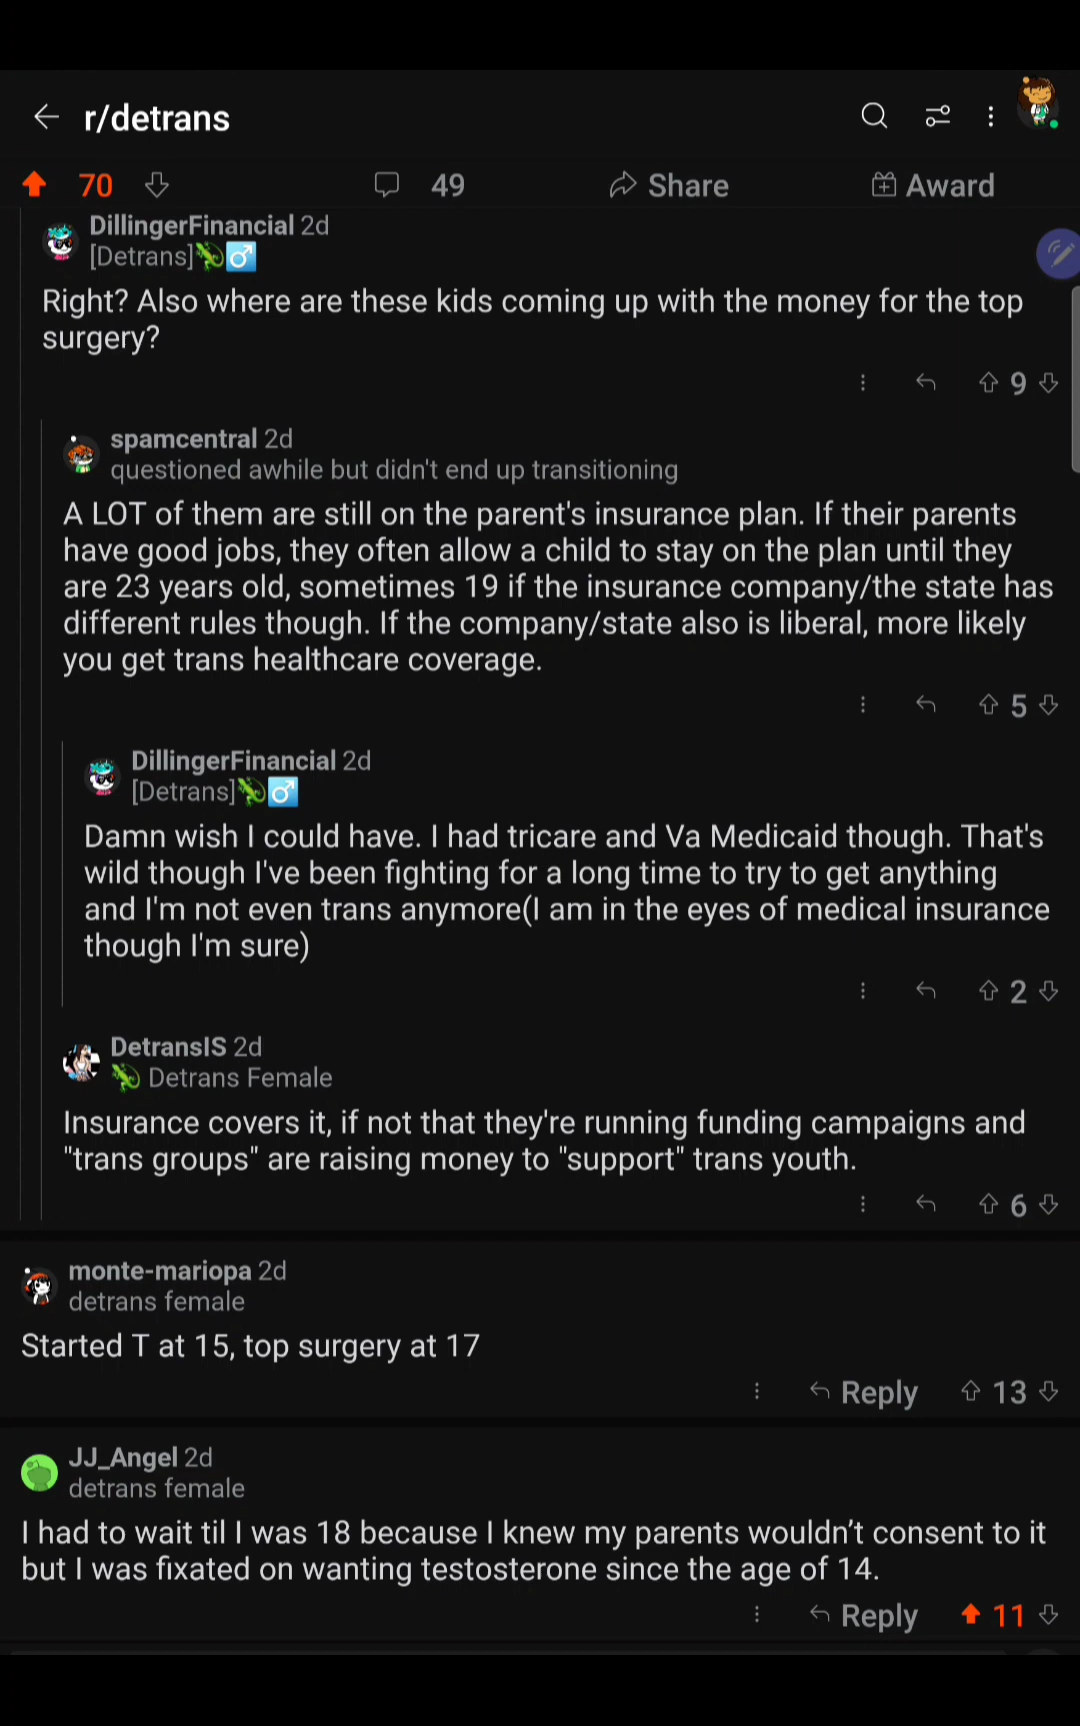 r/detrans
70
49
Share
Award
DillingerFinancial 2d
[Detrans]🦎♂️
Right? Also where are these kids coming up with the money for the top
surgery?
9
spamcentral 2d
questioned awhile but didn't end up transitioning
A LOT of them are still on the parent's insurance plan. If their parents
have good jobs, they often allow a child to stay on the plan until they
are 23 years old, sometimes 19 if the insurance company/the state has
different rules though. If the company/state also is liberal, more likely
you get trans healthcare coverage.
5
DillingerFinancial 2d
[Detrans]🦎♂️
Damn wish I could have. I had tricare and Va Medicaid though. That's
wild though I've been fighting for a long time to try to get anything
and I'm not even trans anymore(I am in the eyes of medical insurance
though I'm sure)
2
DetransIS 2d
🦎 Detrans Female
Insurance covers it, if not that they're running funding campaigns and
"trans groups" are raising money to "support" trans youth.
6
monte-mariopa 2d
detrans female
Started T at 15, top surgery at 17
Reply
13
JJ_Angel 2d
detrans female
I had to wait til I was 18 because I knew my parents wouldn’t consent to it
but I was fixated on wanting testosterone since the age of 14.
Reply
11